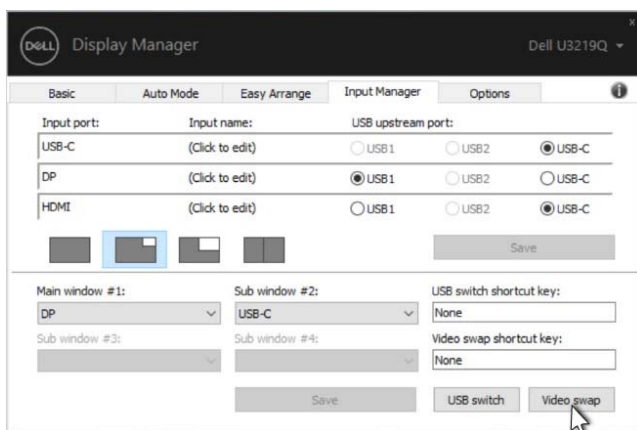 DELL Display Manager Dell U3219Q
Basic Auto Mode Easy Arrange Input Manager Options
Input port: Input name: USB upstream port:
USB-C (Click to edit) USB1 USB2 USB-C
DP (Click to edit) USB1 USB2 USB-C
HDMI (Click to edit) USB1 USB2 USB-C
Save
Main window #1: Sub window #2: USB switch shortcut key:
DP USB-C None
Sub window #3: Sub window #4: Video swap shortcut key:
None
Save USB switch Video swap